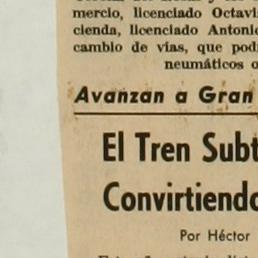 mercio, licenciado Octavi
cienda, licenciado Antonio
cambio de vías, que pod
neumáticos o
Avanzan a Gran
El Tren Subt
Convirtiendo
Por Héctor